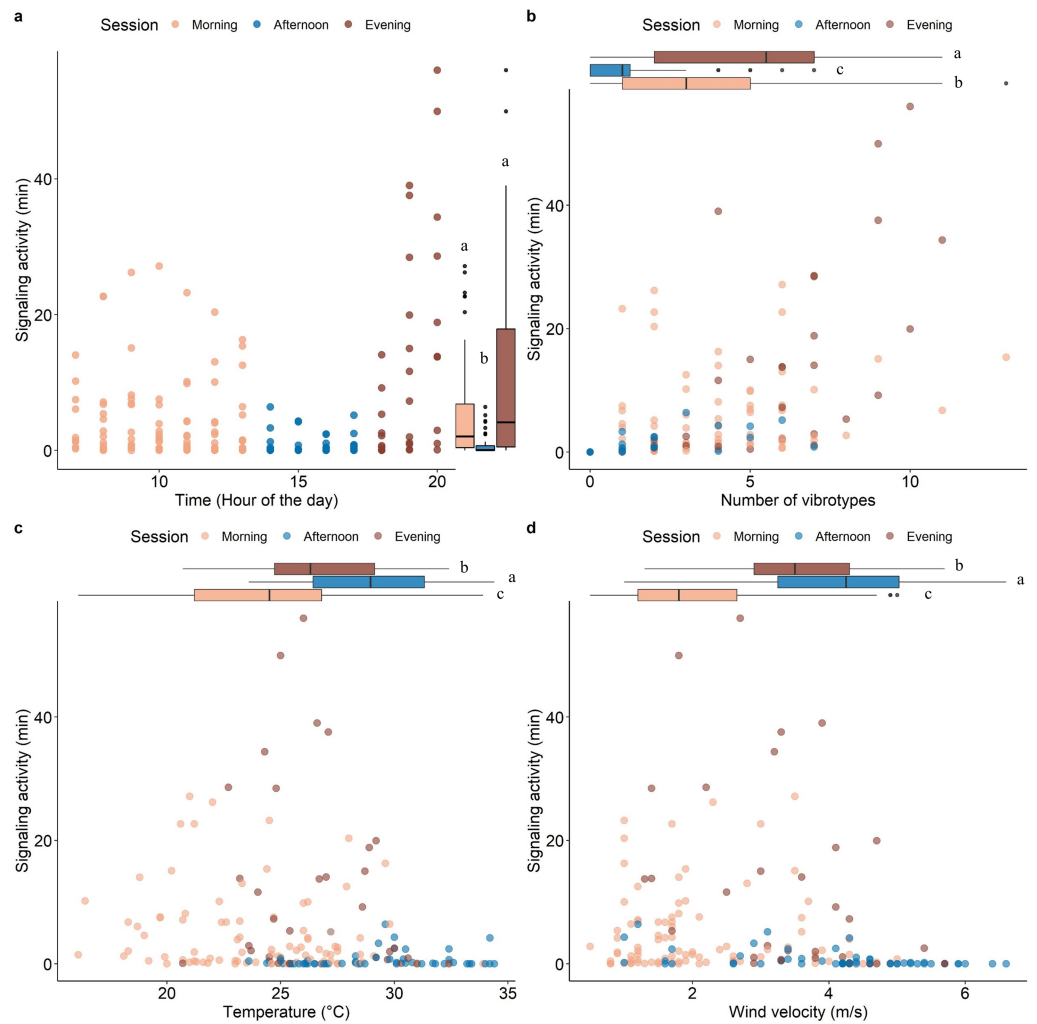 a
Session Morning Afternoon Evening
a
a
b
40
20
0
Signaling activity (min)
10 15 20
Time (Hour of the day)
b
Session Morning Afternoon Evening
a
c
b
40
20
0
Signaling activity (min)
0 5 10
Number of vibrotypes
c
Session Morning Afternoon Evening
b
a
c
40
20
0
Signaling activity (min)
20 25 30 35
Temperature (°C)
d
Session Morning Afternoon Evening
b
a
c
40
20
0
Signaling activity (min)
2 4 6
Wind velocity (m/s)